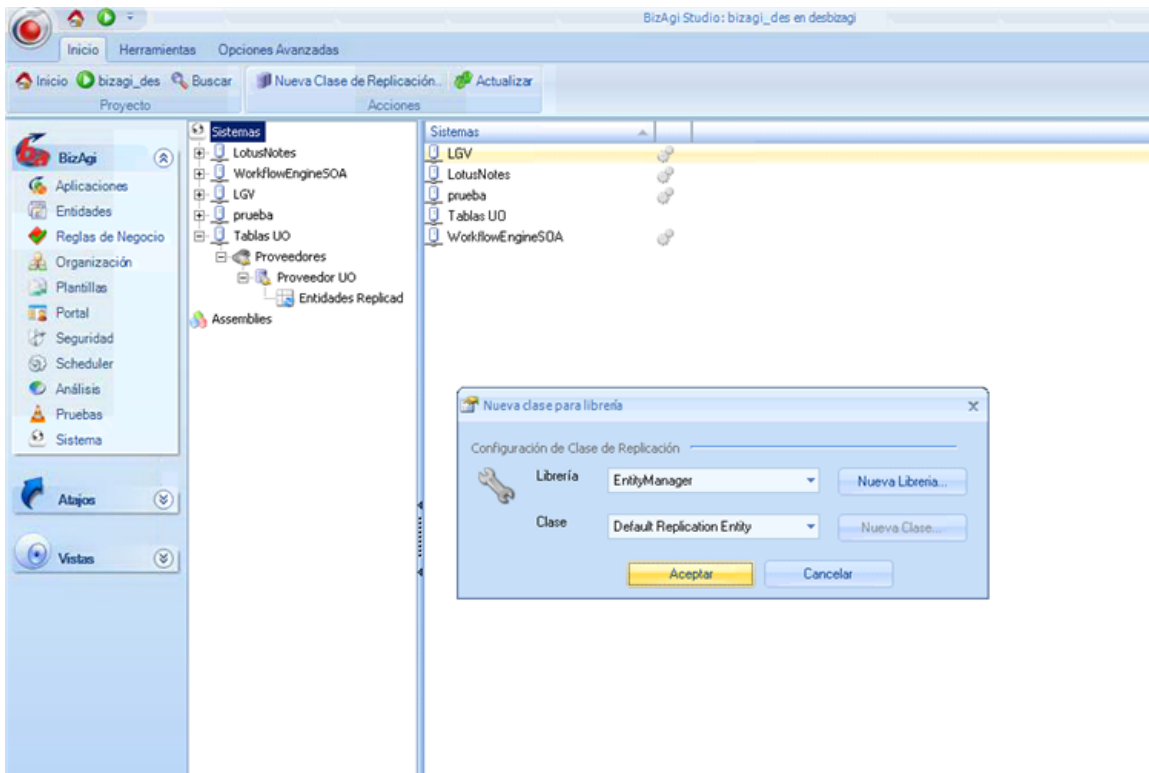 BizAgi Studio: bizagi_des en desbizagi
Inicio Herramientas Opciones Avanzadas
Inicio bizagi_des Buscar Nueva Clase de Replicación... Actualizar
Proyecto Acciones
BizAgi
Aplicaciones
Entidades
Reglas de Negocio
Organización
Plantillas
Portal
Seguridad
Scheduler
Análisis
Pruebas
Sistema
Atajos
Vistas
Sistemas
LotusNotes
WorkflowEngineSOA
LGV
prueba
Tablas UO
Proveedores
Proveedor UO
Entidades Replicad
Assemblies
Sistemas
LGV
LotusNotes
prueba
Tablas UO
WorkflowEngineSOA
Nueva clase para librería
Configuración de Clase de Replicación
Librería EntityManager Nueva Libreria...
Clase Default Replication Entity Nueva Clase...
Aceptar Cancelar